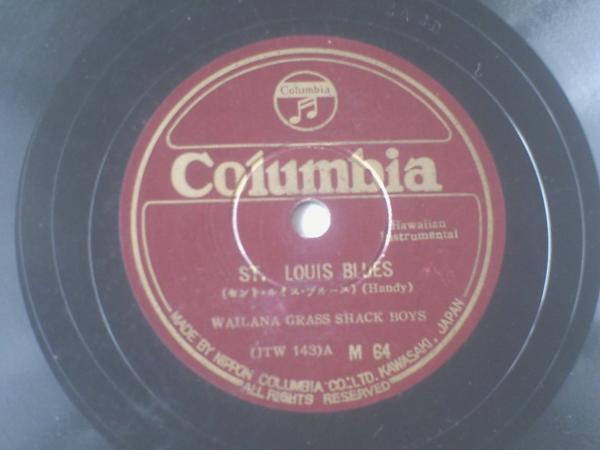 Columbia
Columbia
Hawaiian
Instrumental
ST. LOUIS BLUES
(セント・ルイス・ブルース) (Handy)
WAILANA GRASS SHACK BOYS
(JTW 143)A M 64
MADE BY NIPPON COLUMBIA CO., LTD. KAWASAKI, JAPAN
ALL RIGHTS RESERVED